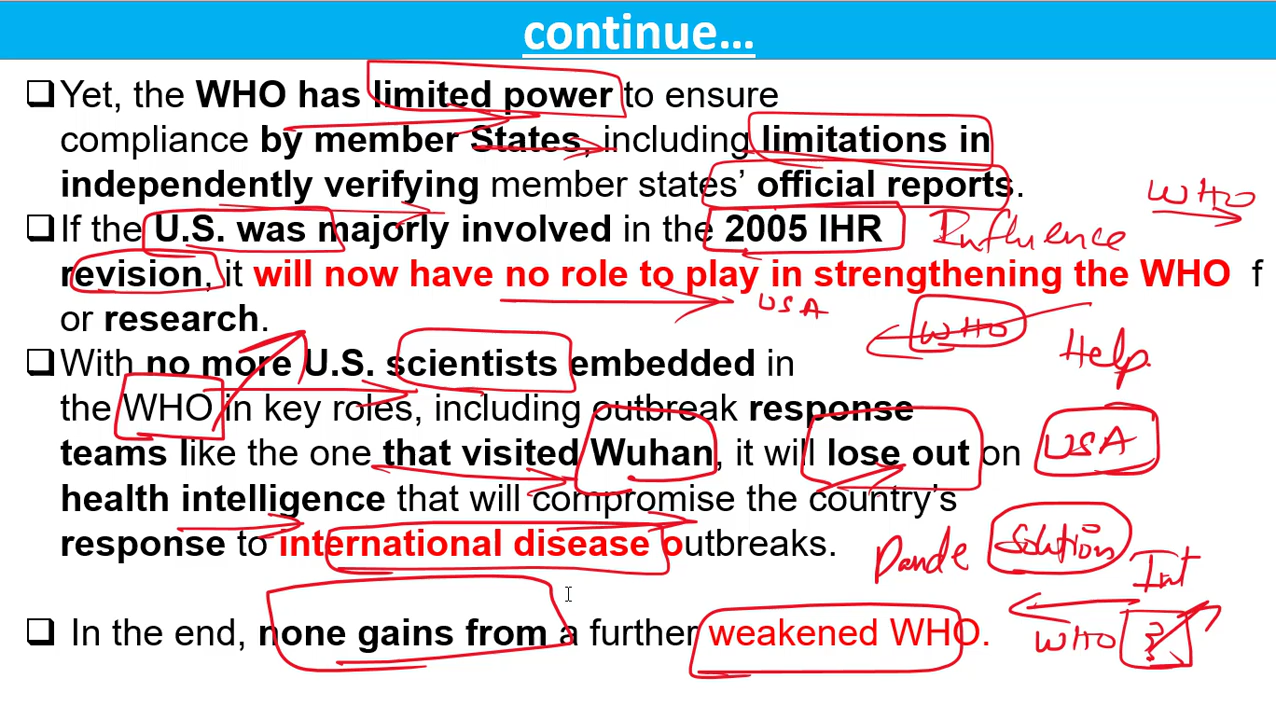 continue...
❑ Yet, the WHO has limited power to ensure
compliance by member States, including limitations in
independently verifying member states' official reports.
WHO
❑ If the U.S. was majorly involved in the 2005 IHR
Influence
revision, it will now have no role to play in strengthening the WHO f
or research.
USA
WHO
Help
❑ With no more U.S. scientists embedded in
the WHO in key roles, including outbreak response
teams like the one that visited Wuhan, it will lose out on
USA
health intelligence that will compromise the country's
response to international disease outbreaks.
Solution
Int
❑ In the end, none gains from a further weakened WHO.
WHO ?